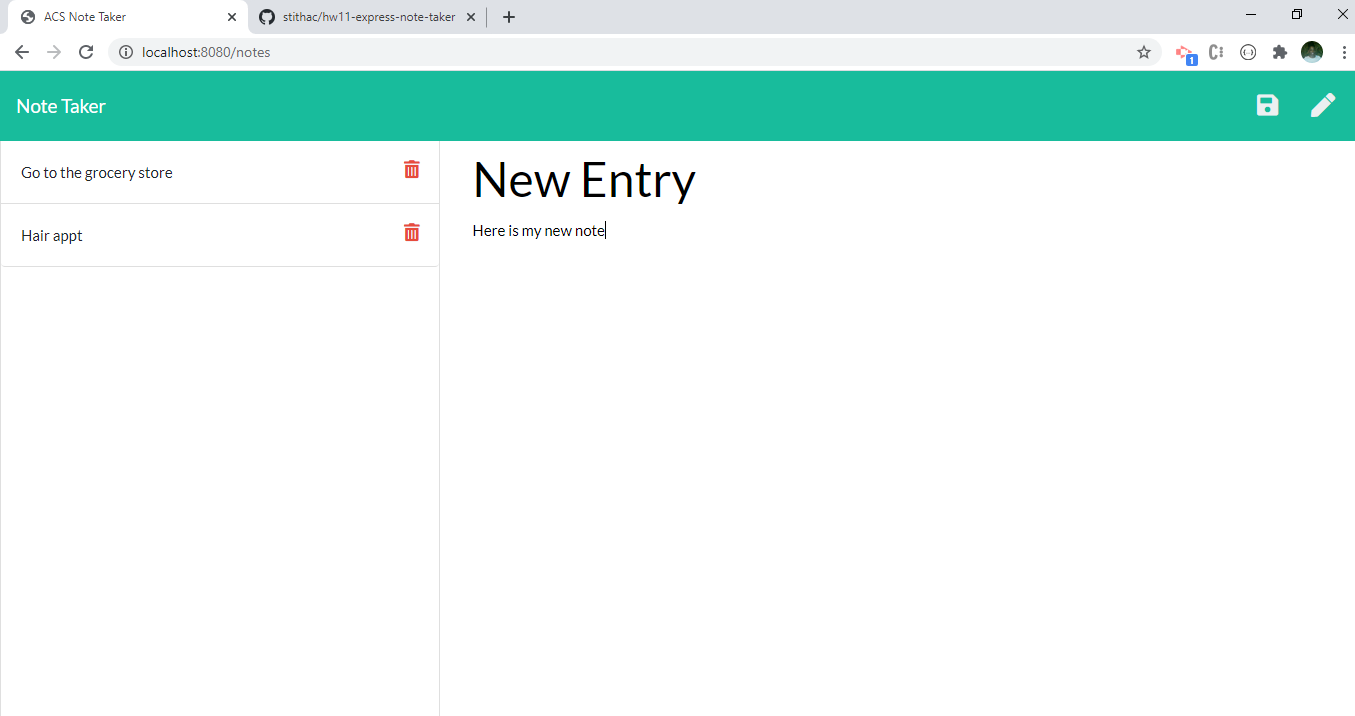 ACS Note Taker
stithac/hw11-express-note-taker
localhost:8080/notes
1
Note Taker
Go to the grocery store
Hair appt
New Entry
Here is my new note